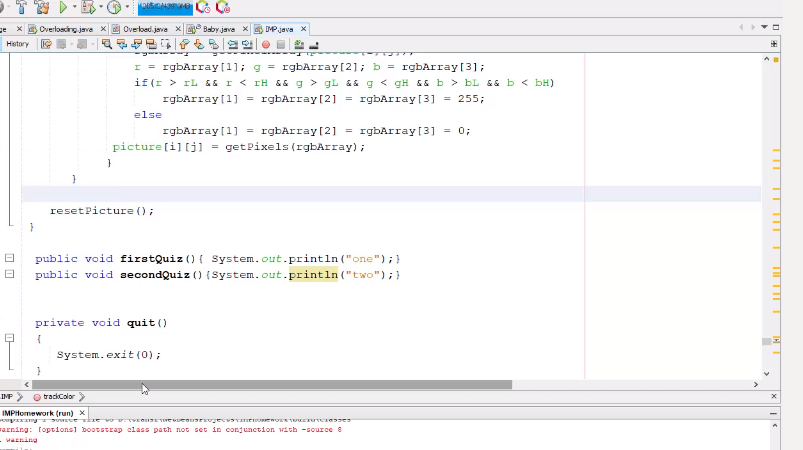 ge Overloading.java Overload.java Baby.java IMP.java
History
r = rgbArray[1]; g = rgbArray[2]; b = rgbArray[3];
if(r > rL && r < rH && g > gL && g < gH && b > bL && b < bH)
rgbArray[1] = rgbArray[2] = rgbArray[3] = 255;
else
rgbArray[1] = rgbArray[2] = rgbArray[3] = 0;
picture[i][j] = getPixels(rgbArray);
}
}
resetPicture();
}
public void firstQuiz(){ System.out.println("one");}
public void secondQuiz(){System.out.println("two");}
private void quit()
{
System.exit(0);
}
.IMP trackColor
IMPHomework (run)
warning: [options] bootstrap class path not set in conjunction with -source 8
warning